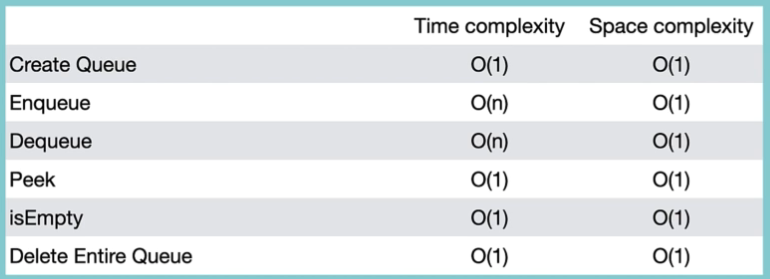 Time complexity Space complexity
Create Queue O(1) O(1)
Enqueue O(n) O(1)
Dequeue O(n) O(1)
Peek O(1) O(1)
isEmpty O(1) O(1)
Delete Entire Queue O(1) O(1)